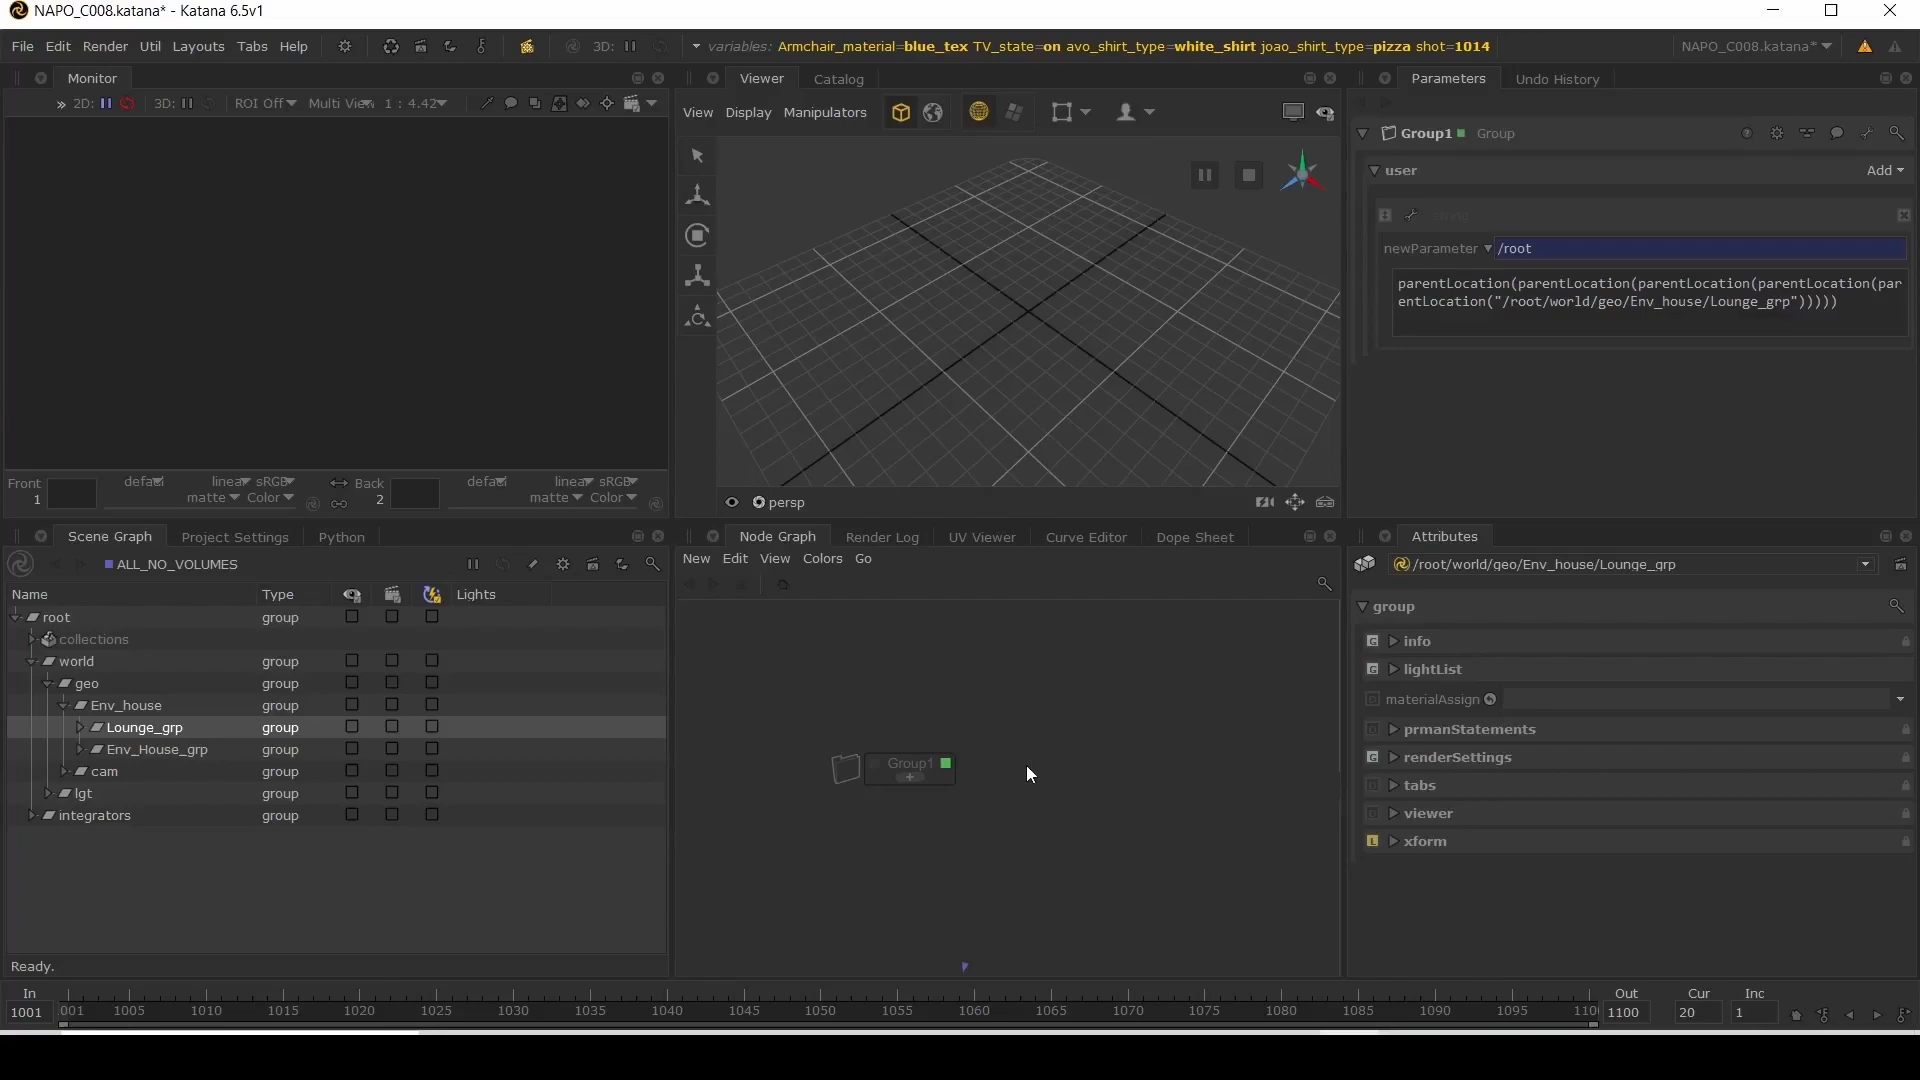 NAPO_C008.katana* - Katana 6.5v1
File Edit Render Util Layouts Tabs Help 3D: variables: Armchair_material=blue_tex TV_state=on avo_shirt_type=white_shirt joao_shirt_type=pizza shot=1014 NAPO_C008.katana*
Monitor
» 2D: 3D: ROI Off Multi View 1 : 4.42
Front defau linear sRGB Back defau linear sRGB
1 matte Color 2 matte Color
Viewer Catalog
View Display Manipulators
persp
Parameters Undo History
Group1 Group
user Add
newParameter /root
parentLocation(parentLocation(parentLocation(parentLocation(par
entLocation("/root/world/geo/Env_house/Lounge_grp")))))
Scene Graph Project Settings Python
ALL_NO_VOLUMES
Name Type Lights
root group
collections
world group
geo group
Env_house group
Lounge_grp group
Env_House_grp group
cam group
lgt group
integrators group
Ready.
Node Graph Render Log UV Viewer Curve Editor Dope Sheet
New Edit View Colors Go
Group1
+
Attributes
/root/world/geo/Env_house/Lounge_grp
group
G info
G lightList
materialAssign
prmanStatements
G renderSettings
tabs
viewer
L xform
In Out Cur Inc
1001 001 1005 1010 1015 1020 1025 1030 1035 1040 1045 1050 1055 1060 1065 1070 1075 1080 1085 1090 1095 110 1100 20 1